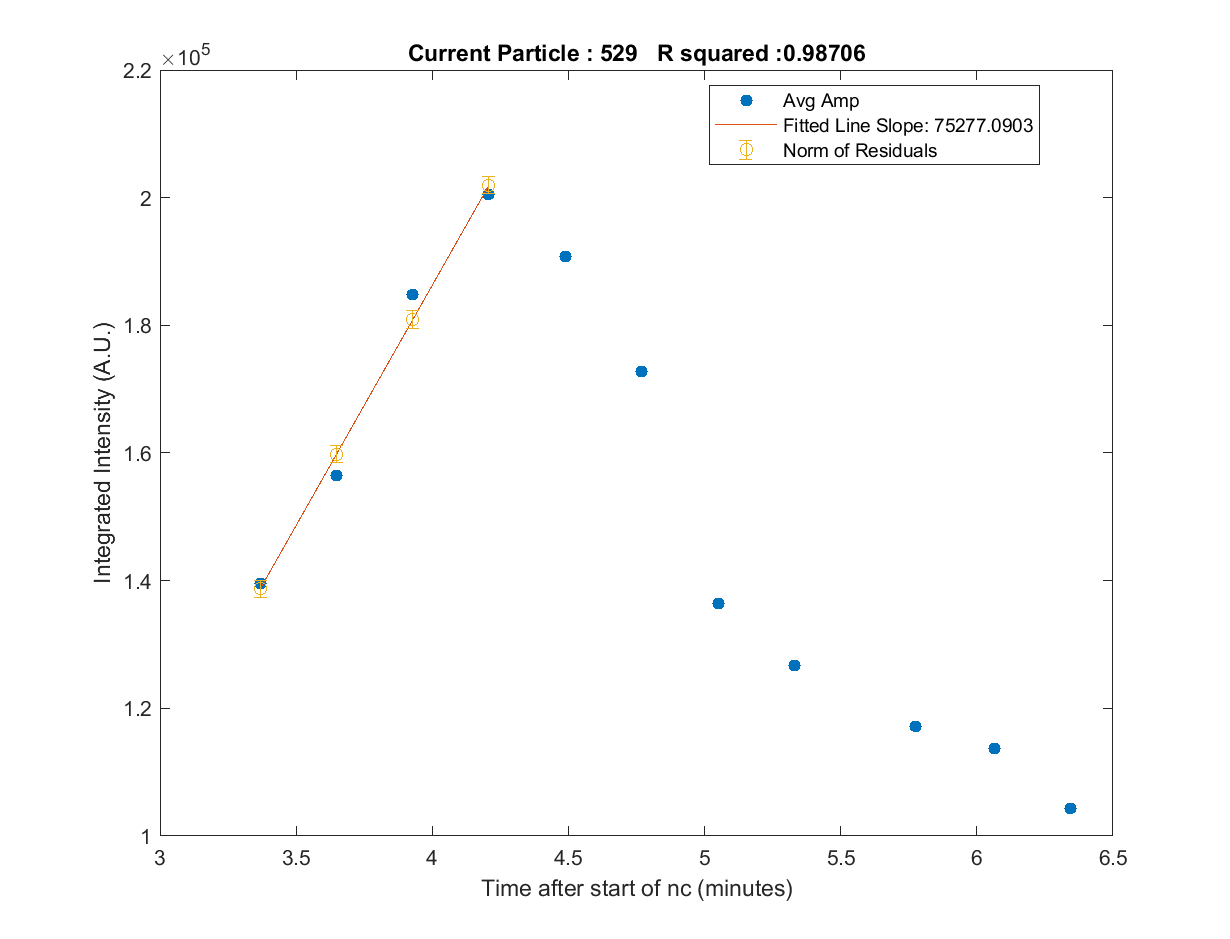 Current Particle : 529 R squared :0.98706
×10^5
2.2
2
1.8
1.6
1.4
1.2
1
Integrated Intensity (A.U.)
Avg Amp
Fitted Line Slope: 75277.0903
Norm of Residuals
3 3.5 4 4.5 5 5.5 6 6.5
Time after start of nc (minutes)